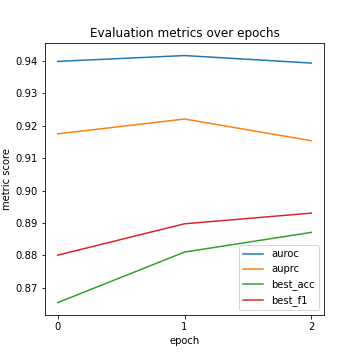 Evaluation metrics over epochs
metric score
0.94
0.93
0.92
0.91
0.90
0.89
0.88
0.87
auroc
auprc
best_acc
best_f1
0 1 2
epoch